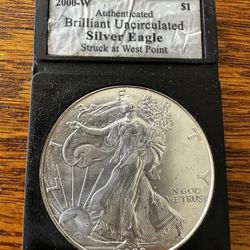 2000-W $1
Authenticated
Brilliant Uncirculated
Silver Eagle
Struck at West Point
IN GOD
WE TRUST